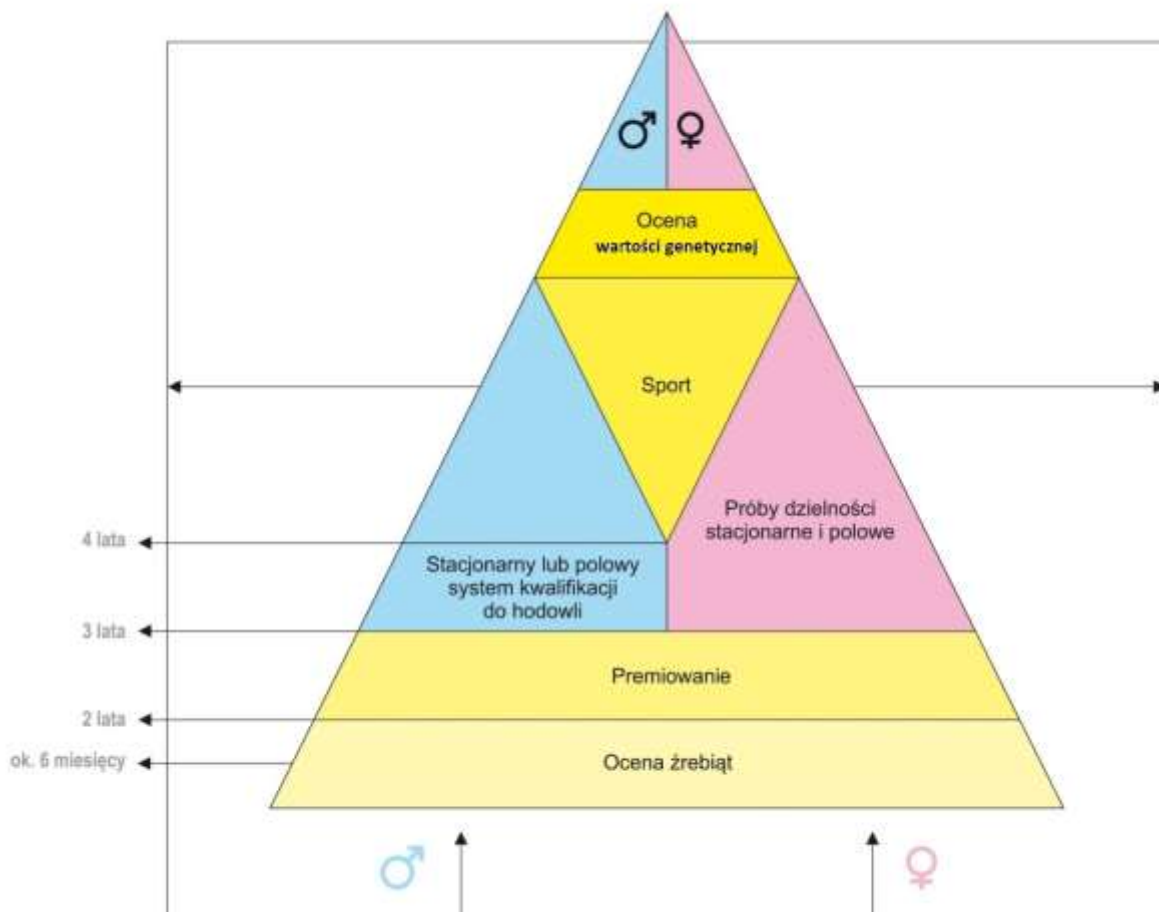 ♂ ♀
Ocena
wartości genetycznej
Sport
Próby dzielności
stacjonarne i polowe
4 lata
Stacjonarny lub polowy
system kwalifikacji
do hodowli
3 lata
Premiowanie
2 lata
ok. 6 miesięcy
Ocena źrebiąt
♂ ♀